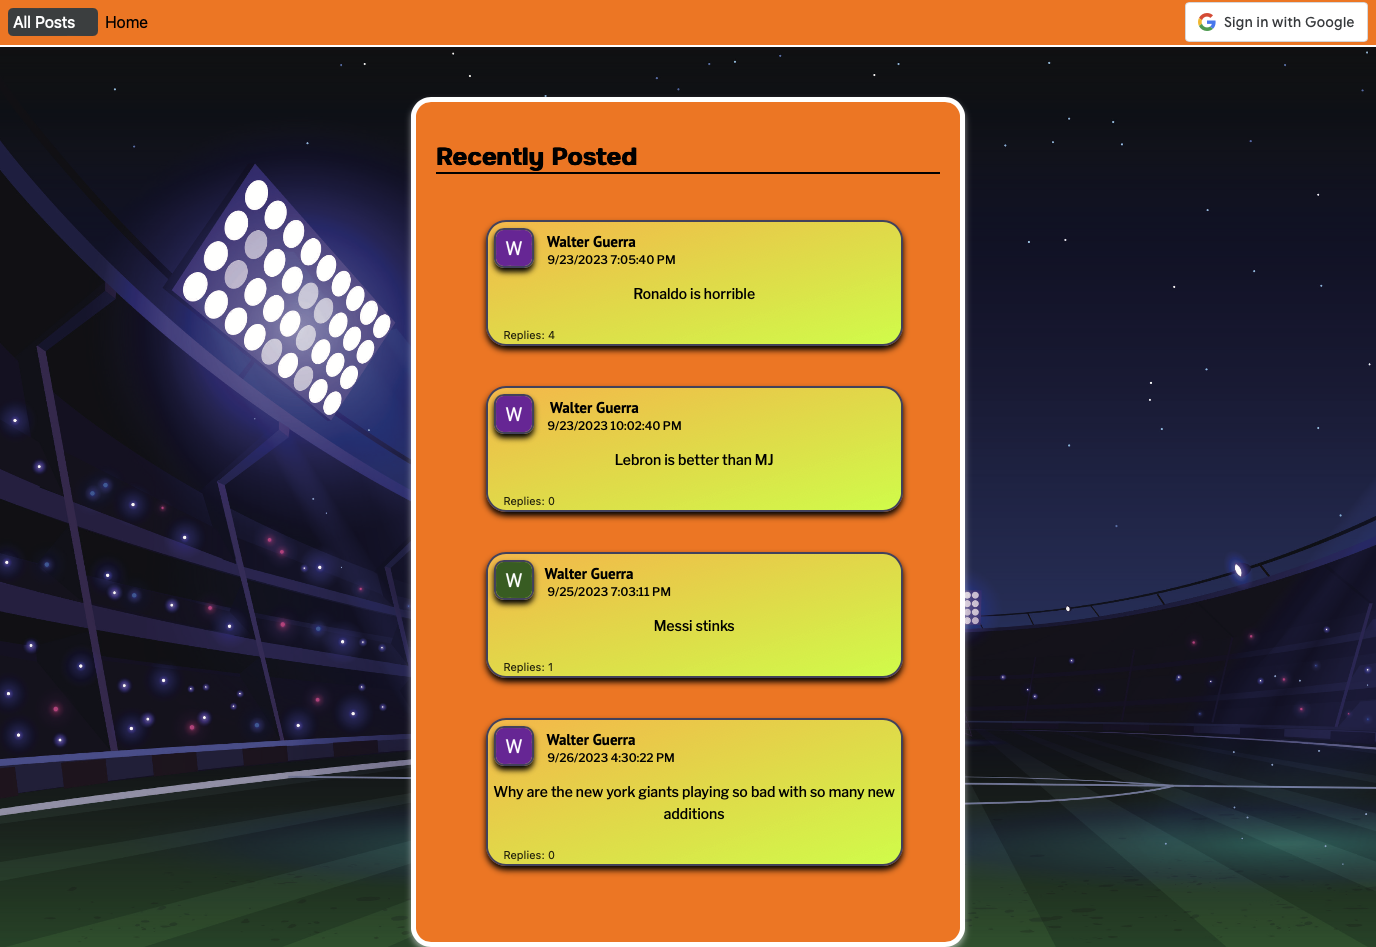 All Posts Home Sign in with Google
Recently Posted
W Walter Guerra
9/23/2023 7:05:40 PM
Ronaldo is horrible
Replies: 4
W Walter Guerra
9/23/2023 10:02:40 PM
Lebron is better than MJ
Replies: 0
W Walter Guerra
9/25/2023 7:03:11 PM
Messi stinks
Replies: 1
W Walter Guerra
9/26/2023 4:30:22 PM
Why are the new york giants playing so bad with so many new
additions
Replies: 0